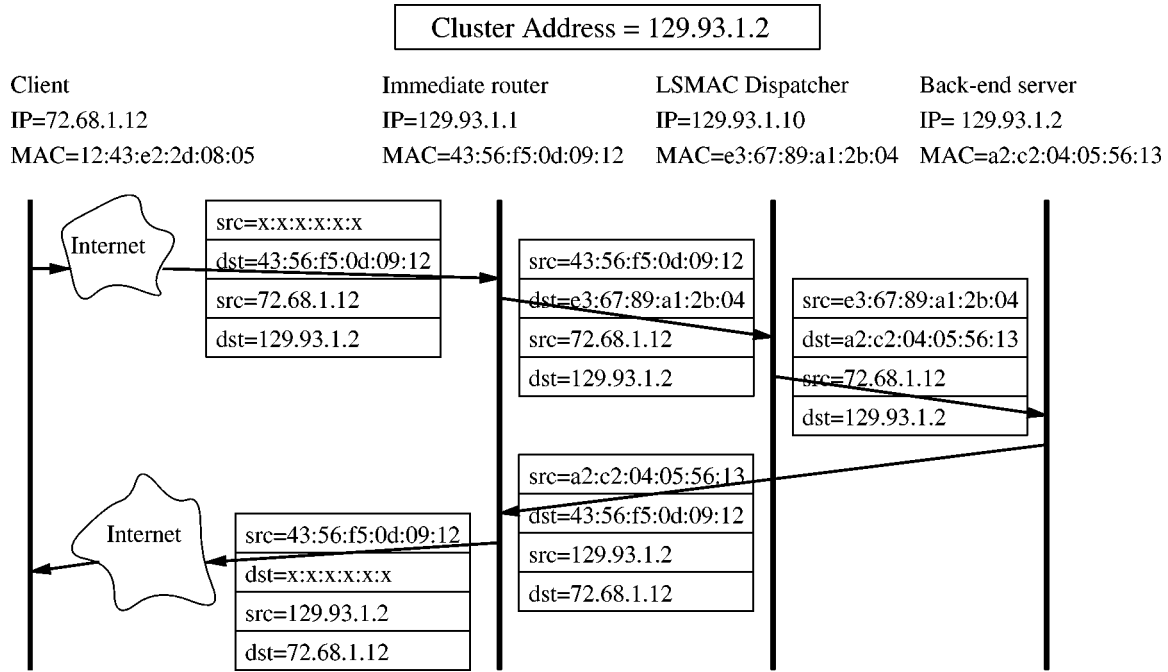 Cluster Address = 129.93.1.2
Client
IP=72.68.1.12
MAC=12:43:e2:2d:08:05
Immediate router
IP=129.93.1.1
MAC=43:56:f5:0d:09:12
LSMAC Dispatcher
IP=129.93.1.10
MAC=e3:67:89:a1:2b:04
Back-end server
IP= 129.93.1.2
MAC=a2:c2:04:05:56:13
Internet
src=x:x:x:x:x:x
dst=43:56:f5:0d:09:12
src=72.68.1.12
dst=129.93.1.2
src=43:56:f5:0d:09:12
dst=e3:67:89:a1:2b:04
src=72.68.1.12
dst=129.93.1.2
src=e3:67:89:a1:2b:04
dst=a2:c2:04:05:56:13
src=72.68.1.12
dst=129.93.1.2
src=a2:c2:04:05:56:13
dst=43:56:f5:0d:09:12
src=129.93.1.2
dst=72.68.1.12
Internet
src=43:56:f5:0d:09:12
dst=x:x:x:x:x:x
src=129.93.1.2
dst=72.68.1.12